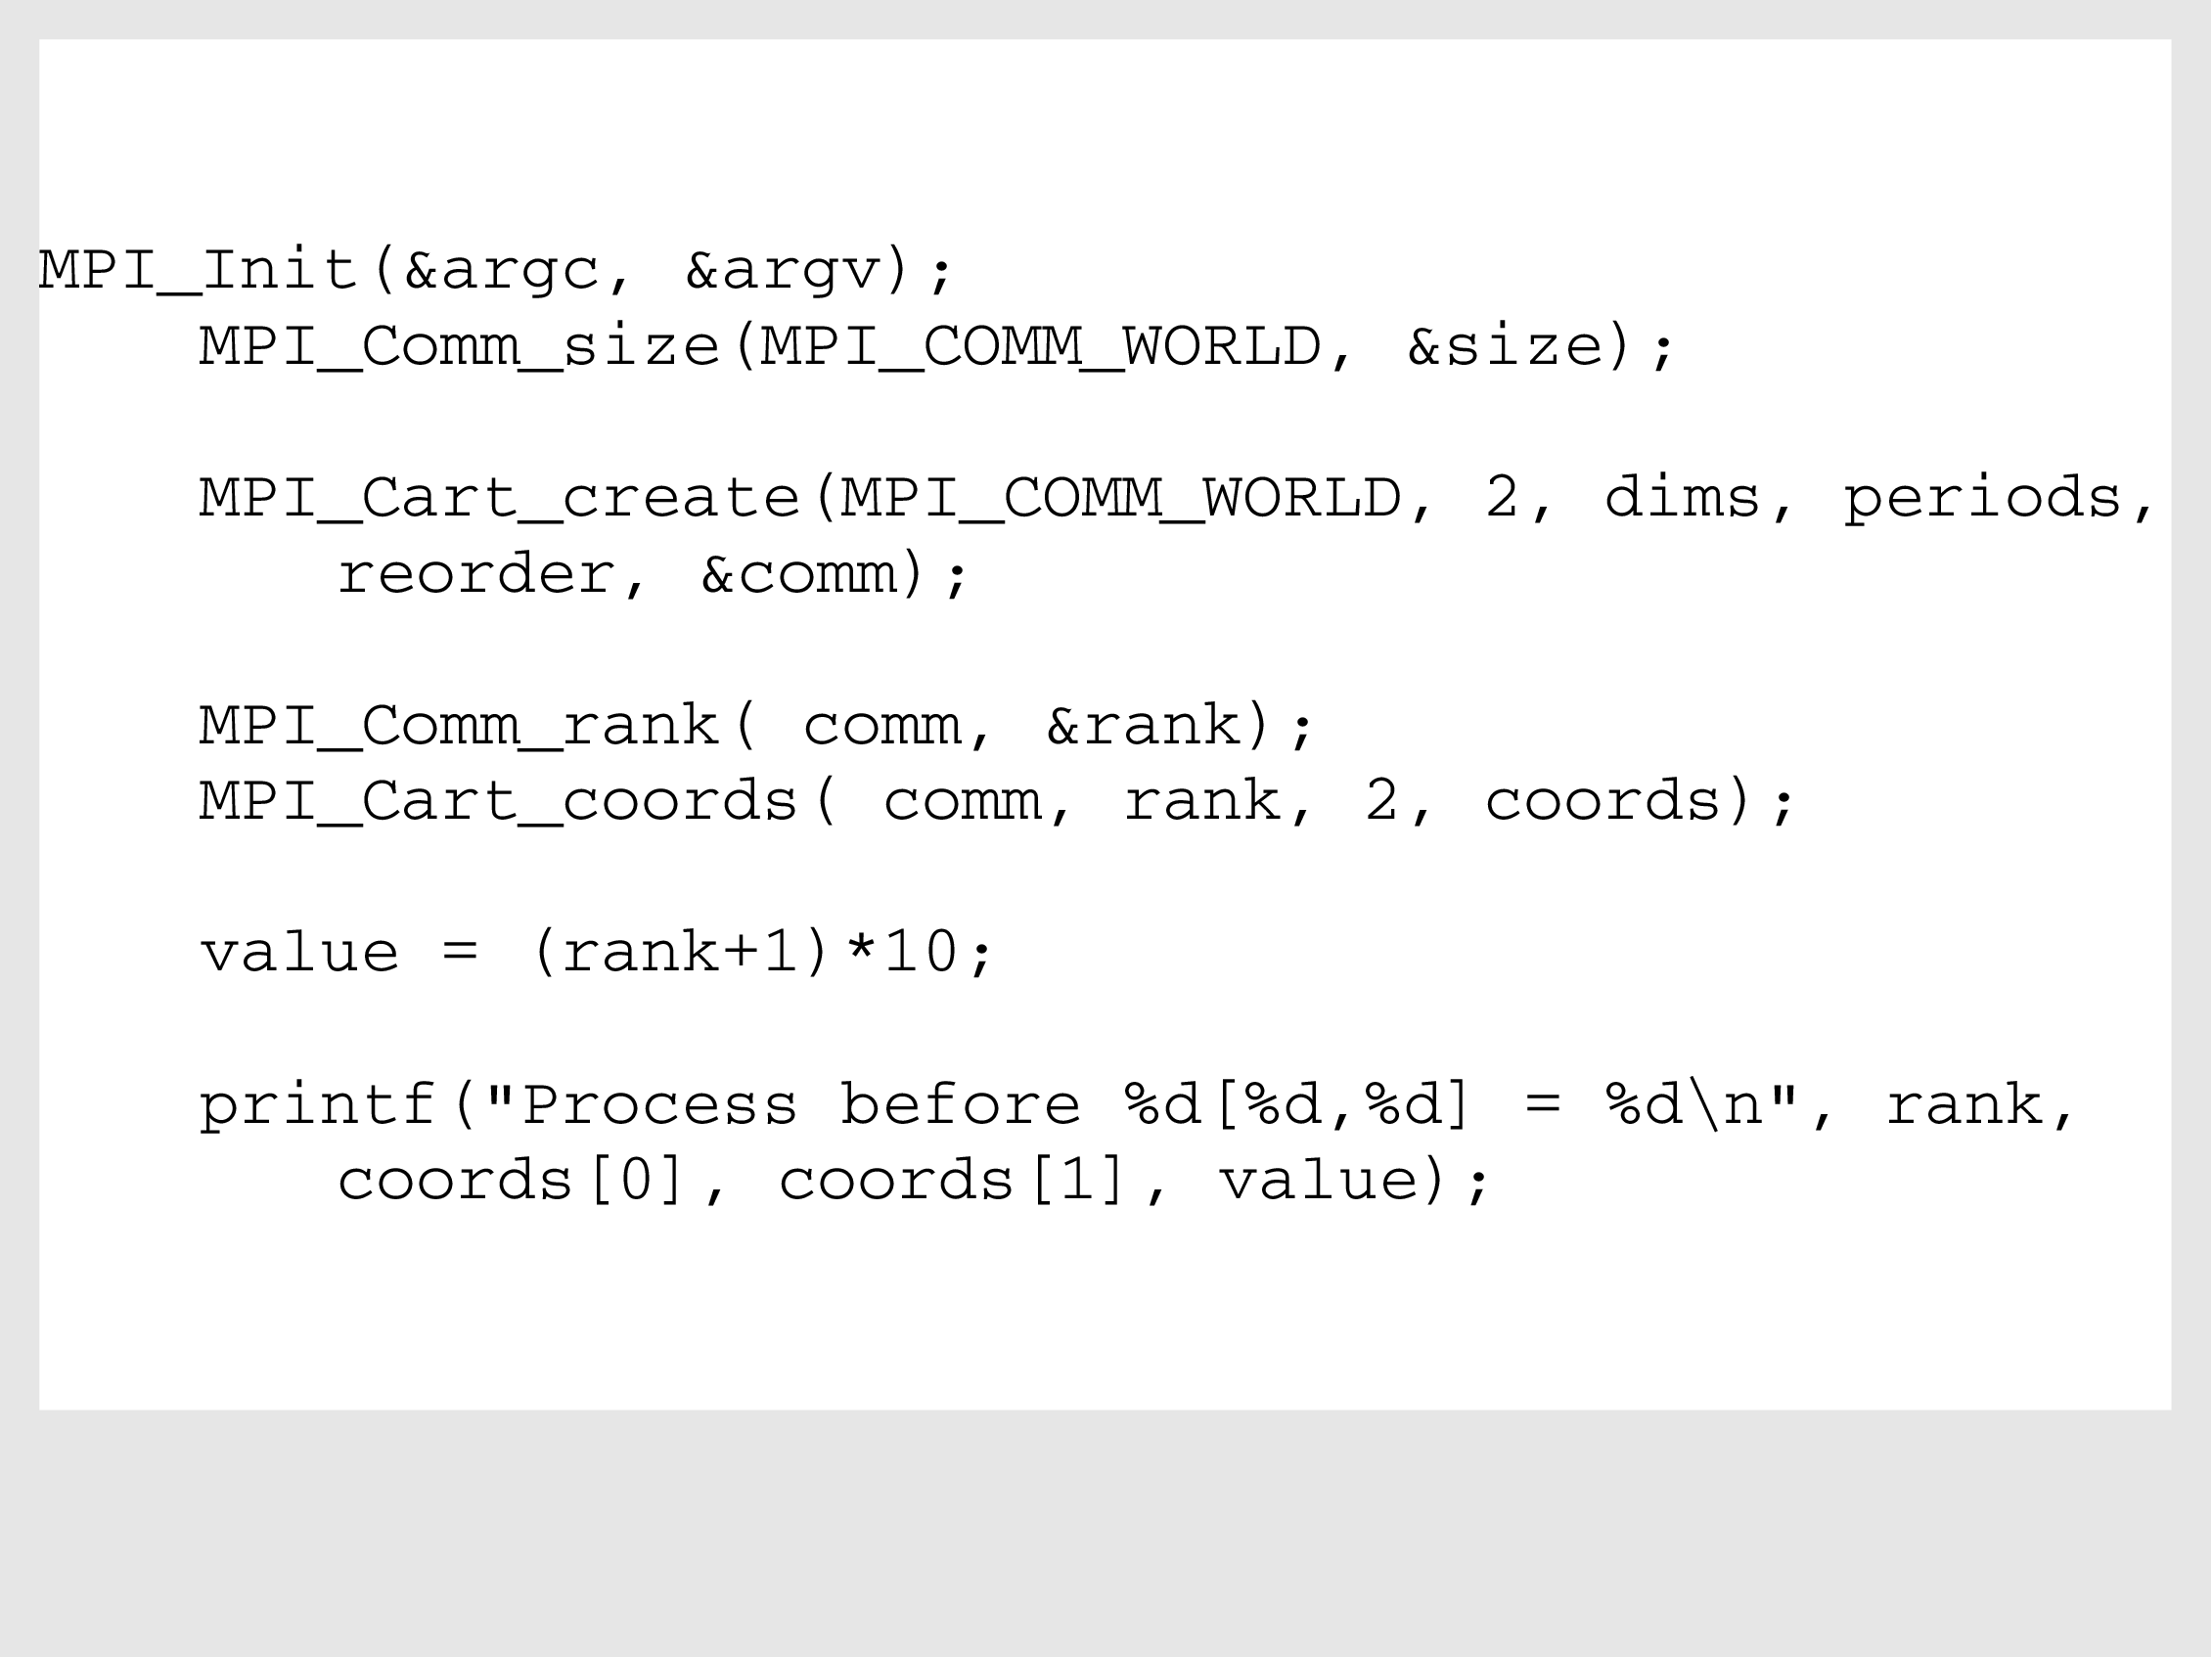 MPI_Init(&argc, &argv);
MPI_Comm_size(MPI_COMM_WORLD, &size);
MPI_Cart_create(MPI_COMM_WORLD, 2, dims, periods,
reorder, &comm);
MPI_Comm_rank( comm, &rank);
MPI_Cart_coords( comm, rank, 2, coords);
value = (rank+1)*10;
printf("Process before %d[%d,%d] = %d\n", rank,
coords[0], coords[1], value);